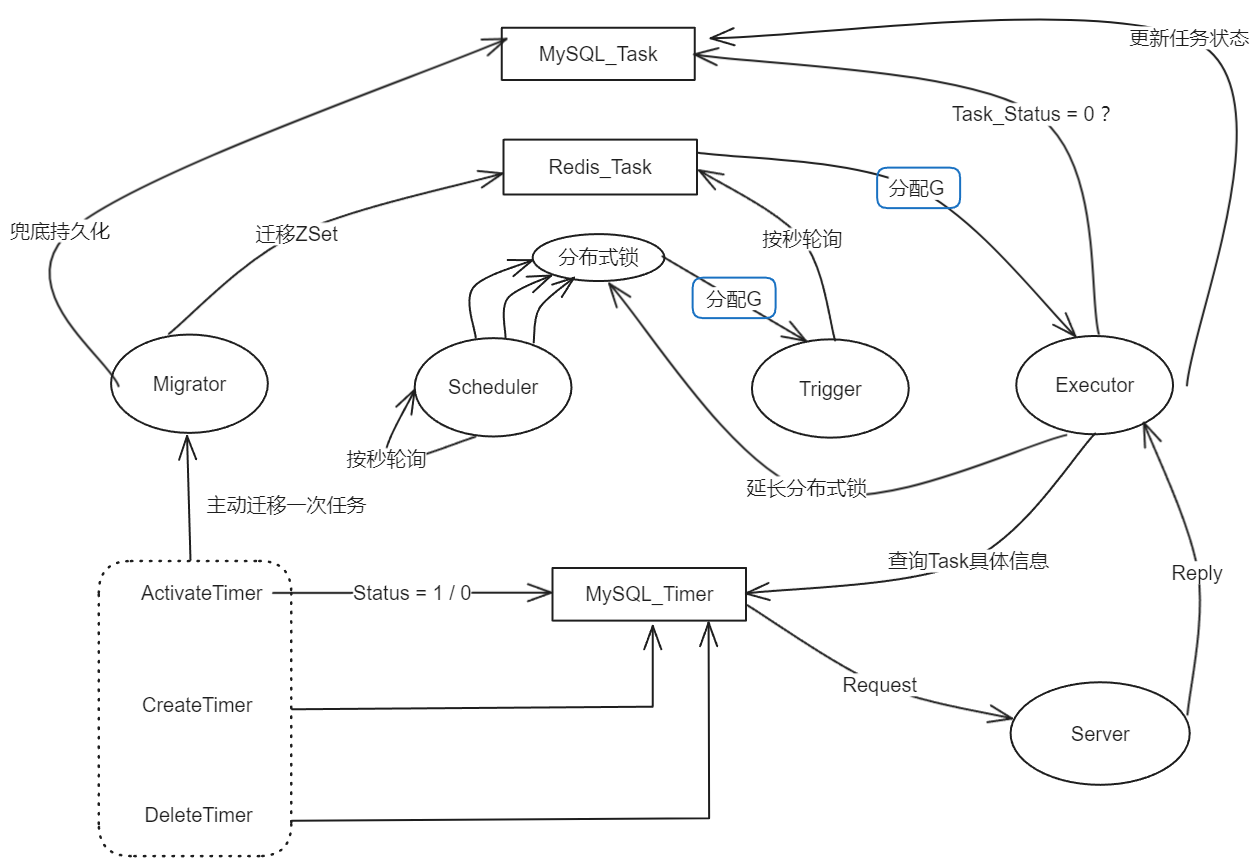 MySQL_Task
更新任务状态
Task_Status = 0 ?
Redis_Task
分配G
兜底持久化
迁移ZSet
按秒轮询
分布式锁
分配G
Migrator
Scheduler
Trigger
Executor
按秒轮询
延长分布式锁
主动迁移一次任务
查询Task具体信息
Reply
ActivateTimer
Status = 1 / 0
MySQL_Timer
Request
CreateTimer
Server
DeleteTimer